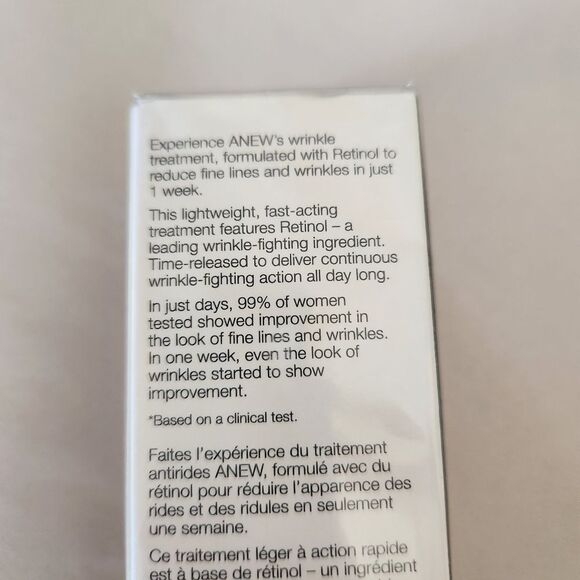 Experience ANEW's wrinkle
treatment, formulated with Retinol to
reduce fine lines and wrinkles in just
1 week.
This lightweight, fast-acting
treatment features Retinol – a
leading wrinkle-fighting ingredient.
Time-released to deliver continuous
wrinkle-fighting action all day long.
In just days, 99% of women
tested showed improvement in
the look of fine lines and wrinkles.
In one week, even the look of
wrinkles started to show
improvement.
*Based on a clinical test.
Faites l'expérience du traitement
antirides ANEW, formulé avec du
rétinol pour réduire l'apparence des
rides et des ridules en seulement
une semaine.
Ce traitement léger à action rapide
est à base de rétinol – un ingrédient